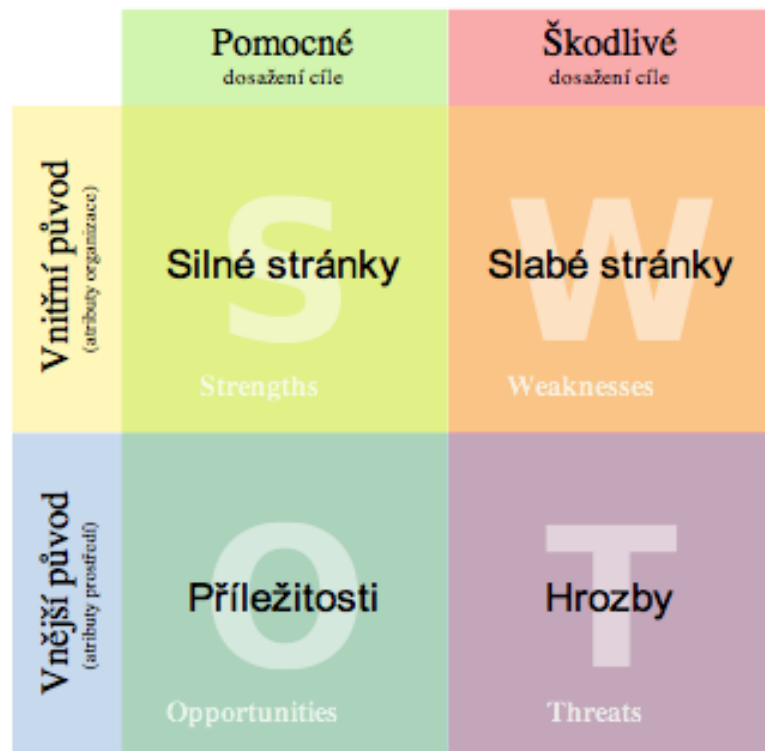 Pomocné
dosažení cíle
Škodlivé
dosažení cíle
Vnitřní původ
(atributy organizace)
S
Silné stránky
Strengths
W
Slabé stránky
Weaknesses
Vnější původ
(atributy prostředí)
O
Příležitosti
Opportunities
T
Hrozby
Threats